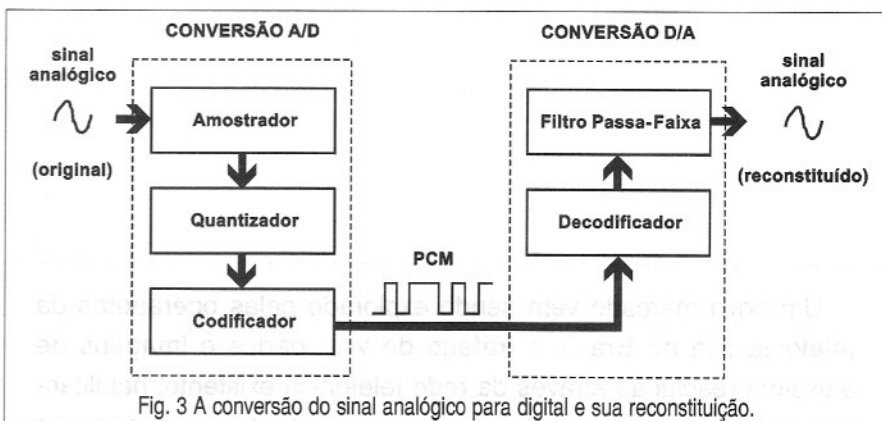 CONVERSÃO A/D
CONVERSÃO D/A
sinal
analógico
(original)
Amostrador
Quantizador
Codificador
PCM
Filtro Passa-Faixa
Decodificador
sinal
analógico
(reconstituído)
Fig. 3 A conversão do sinal analógico para digital e sua reconstituição.